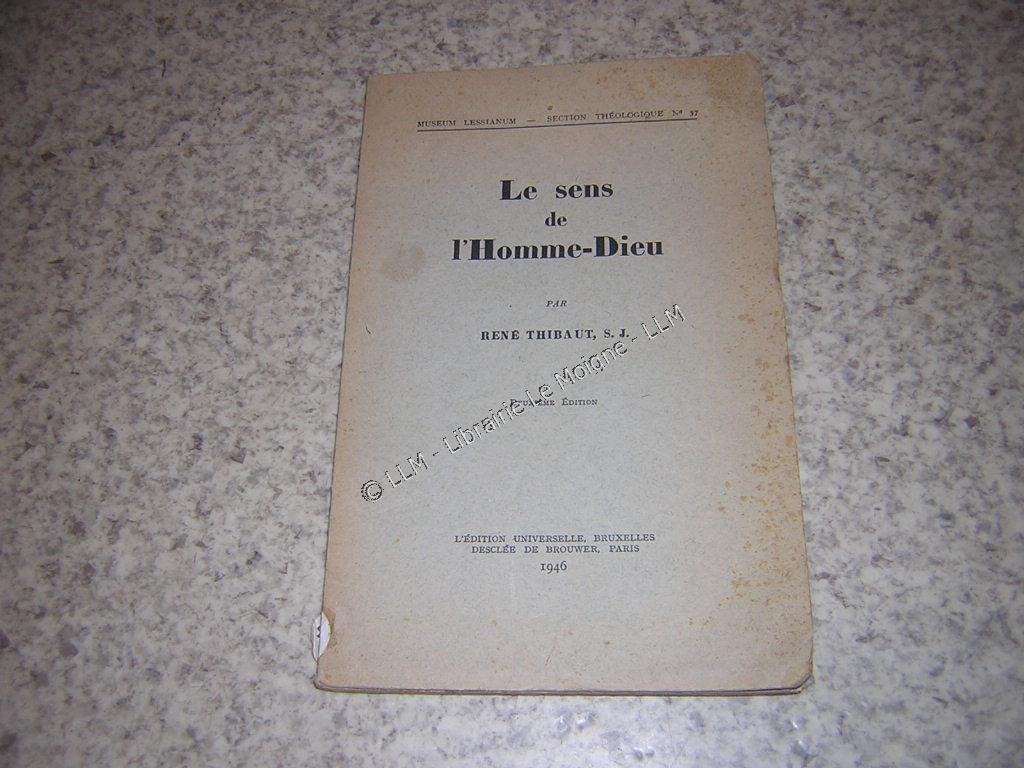 MUSEUM LESSIANUM — SECTION THÉOLOGIQUE Nº 37
Le sens
de
l'Homme-Dieu
PAR
RENÉ THIBAUT, S. J.
DEUXIÈME ÉDITION
© LLM - Librairie Le Moigne - LLM
L'ÉDITION UNIVERSELLE, BRUXELLES
DESCLÉE DE BROUWER, PARIS
1946